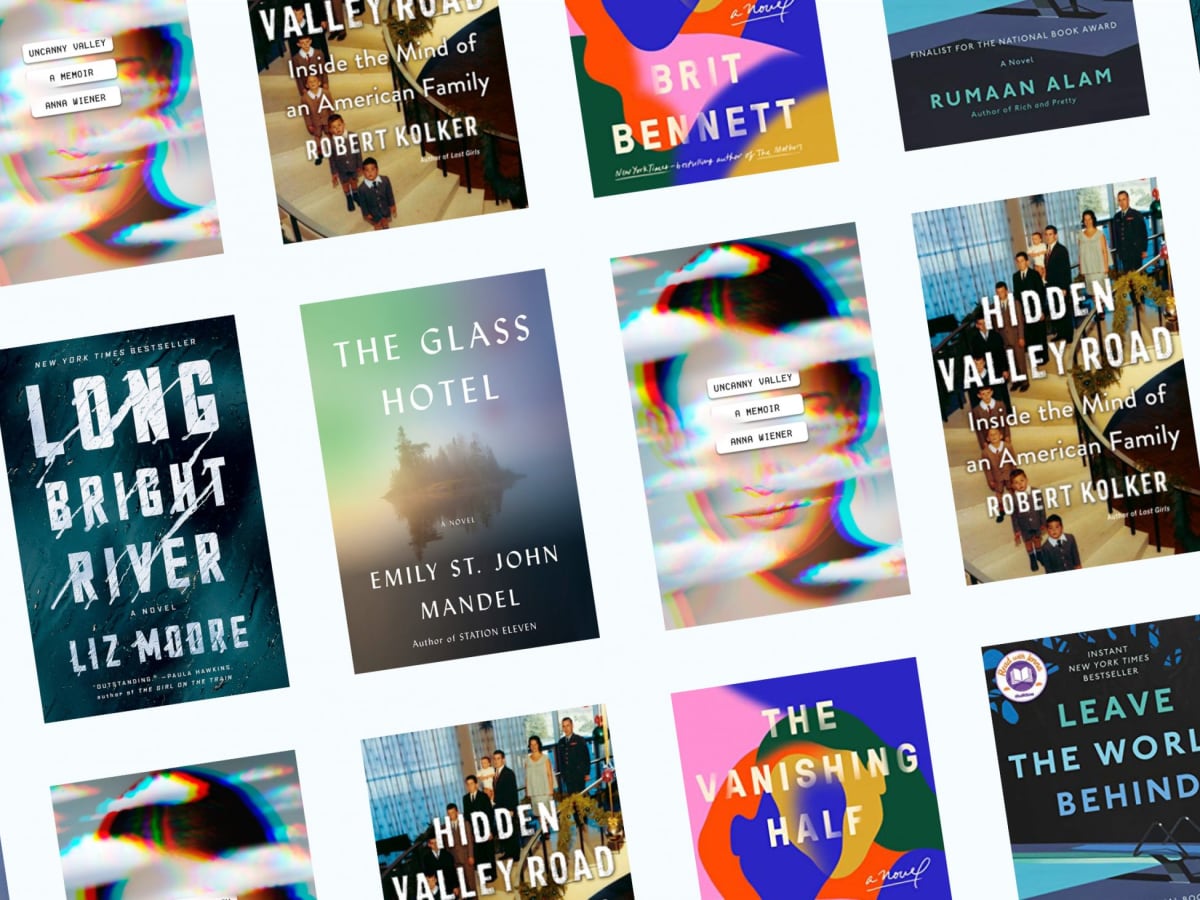 UNCANNY VALLEY
A MEMOIR
ANNA WIENER
VALLEY ROAD
Inside the Mind of
an American Family
ROBERT KOLKER
Author of Lost Girls
a novel
BRIT
BENNETT
New York Times-bestselling author of The Mothers
FINALIST FOR THE NATIONAL BOOK AWARD
A Novel
RUMAAN ALAM
Author of Rich and Pretty
NEW YORK TIMES BESTSELLER
LONG
BRIGHT
RIVER
A NOVEL
LIZ MOORE
"OUTSTANDING." —PAULA HAWKINS,
author of THE GIRL ON THE TRAIN
THE GLASS
HOTEL
A NOVEL
EMILY ST. JOHN
MANDEL
Author of STATION ELEVEN
UNCANNY VALLEY
A MEMOIR
ANNA WIENER
HIDDEN
VALLEY ROAD
Inside the Mind of
an American Family
ROBERT KOLKER
Author of Lost Girls
HIDDEN
VALLEY ROAD
THE
VANISHING
HALF
a novel
Read with Jenna
INSTANT
NEW YORK TIMES
BESTSELLER
LEAVE
THE WORL
BEHIND